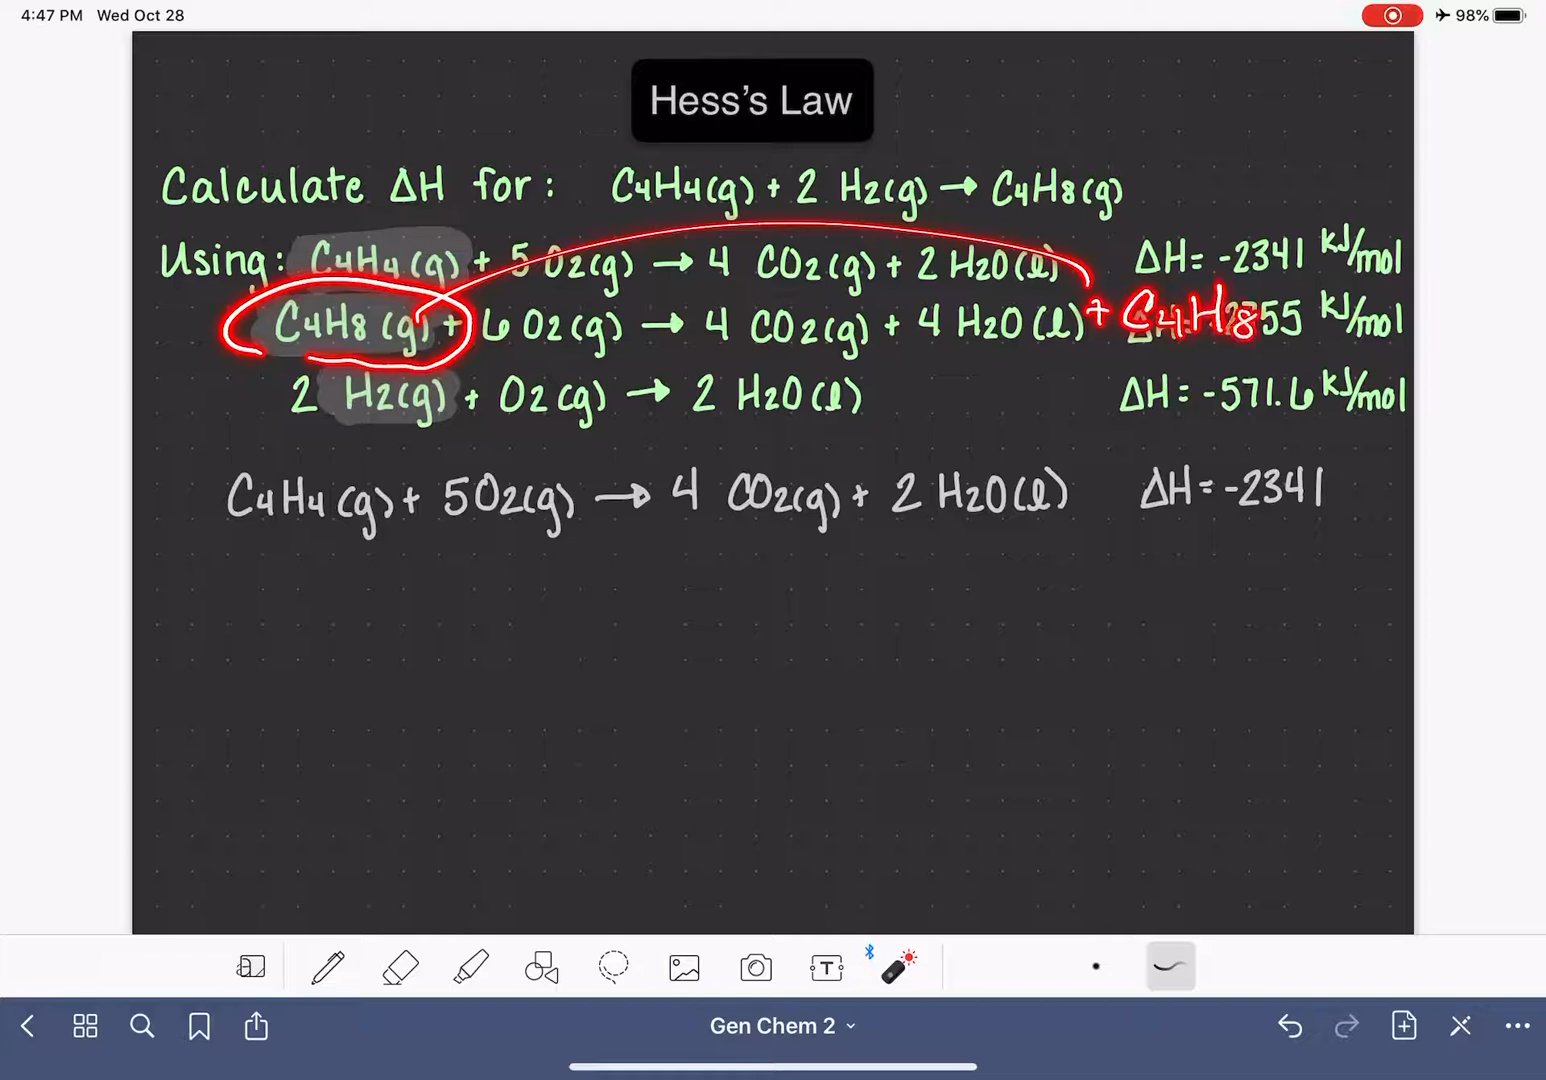 4:47 PM Wed Oct 28
98%
Hess's Law
Calculate ΔH for: C4H4(g) + 2 H2(g) → C4H8(g)
Using: C4H4(g) + 5 O2(g) → 4 CO2(g) + 2 H2O(l) ΔH = -2341 kJ/mol
C4H8(g) + 6 O2(g) → 4 CO2(g) + 4 H2O(l) + C4H8 55 kJ/mol
2 H2(g) + O2(g) → 2 H2O(l) ΔH = -571.6 kJ/mol
C4H4(g) + 5O2(g) → 4 CO2(g) + 2 H2O(l) ΔH = -2341
T
Gen Chem 2